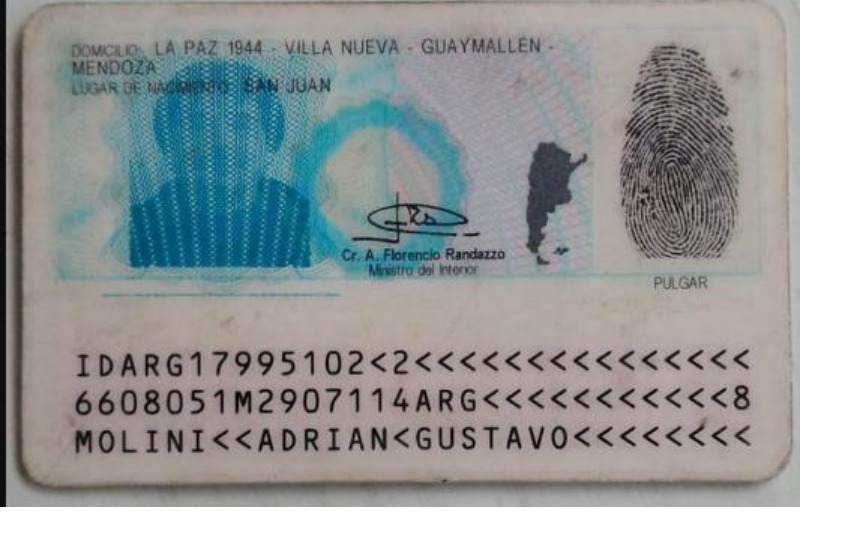 DOMICILIO: LA PAZ 1944 - VILLA NUEVA - GUAYMALLÉN -
MENDOZA
LUGAR DE NACIMIENTO: SAN JUAN
Cr. A. Florencio Randazzo
Ministro del Interior
PULGAR
IDARG17995102<2<<<<<<<<<<<<<<<
6608051M2907114ARG<<<<<<<<<<<8
MOLINI<<ADRIAN<GUSTAVO<<<<<<<<